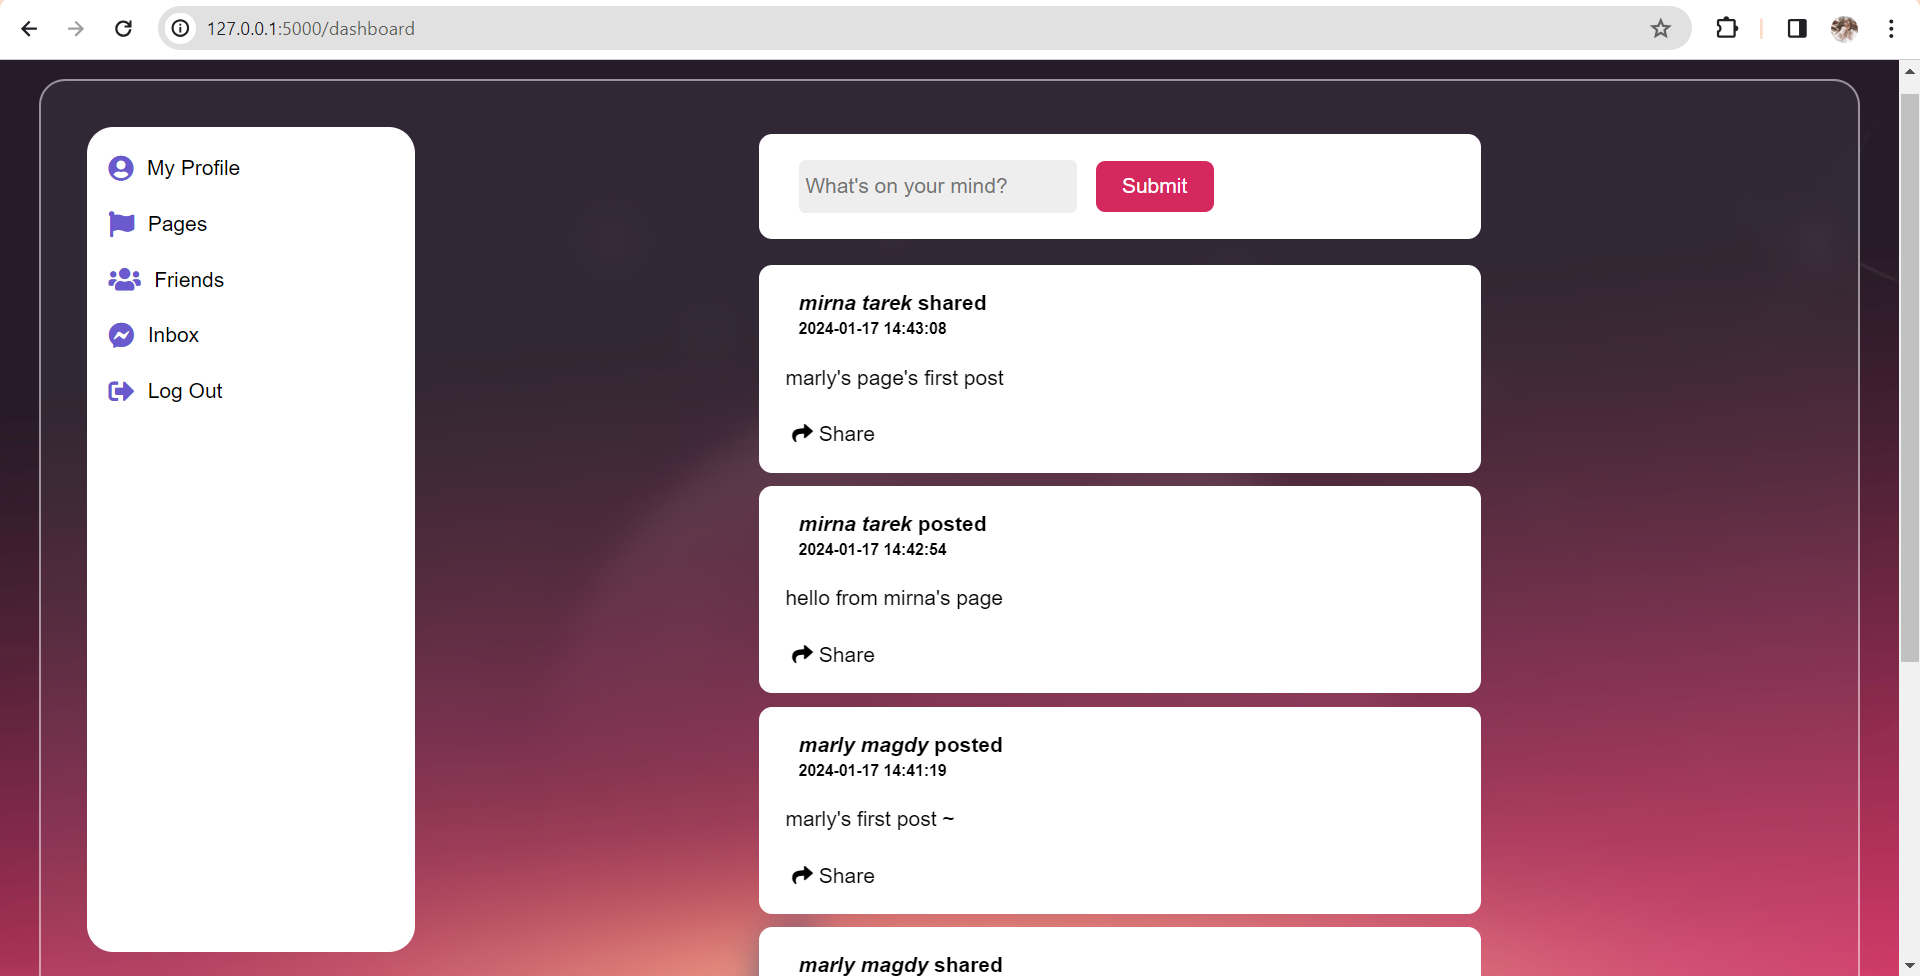 127.0.0.1:5000/dashboard
My Profile
Pages
Friends
Inbox
Log Out
What's on your mind?
Submit
mirna tarek shared
2024-01-17 14:43:08
marly's page's first post
Share
mirna tarek posted
2024-01-17 14:42:54
hello from mirna's page
Share
marly magdy posted
2024-01-17 14:41:19
marly's first post ~
Share
marly magdy shared